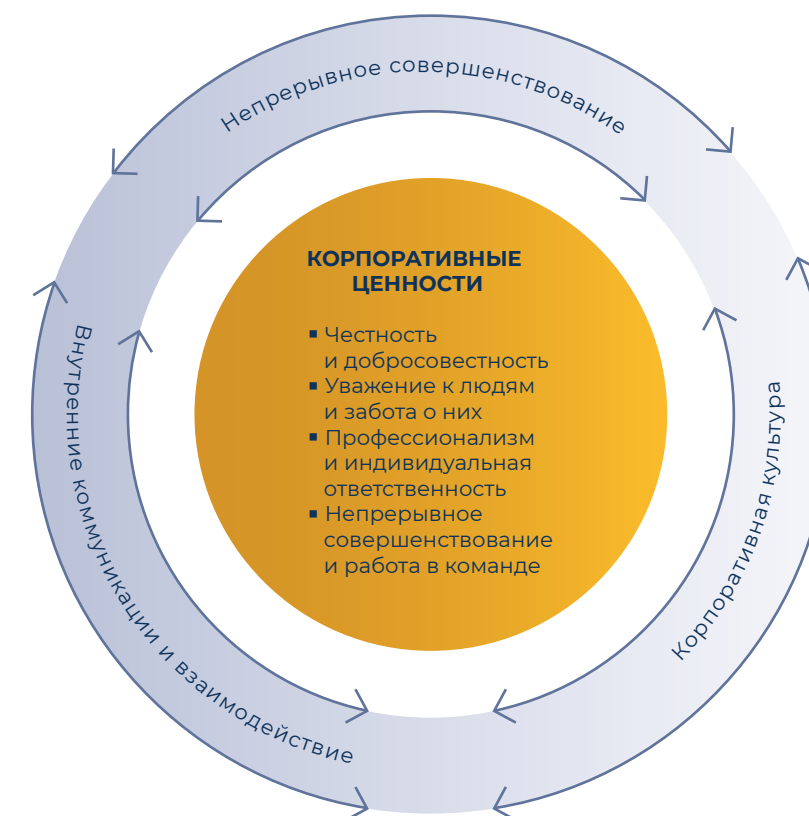 Непрерывное совершенствование
КОРПОРАТИВНЫЕ
ЦЕННОСТИ
▪ Честность
и добросовестность
▪ Уважение к людям
и забота о них
▪ Профессионализм
и индивидуальная
ответственность
▪ Непрерывное
совершенствование
и работа в команде
Внутренние коммуникации и взаимодействие
Корпоративная культура